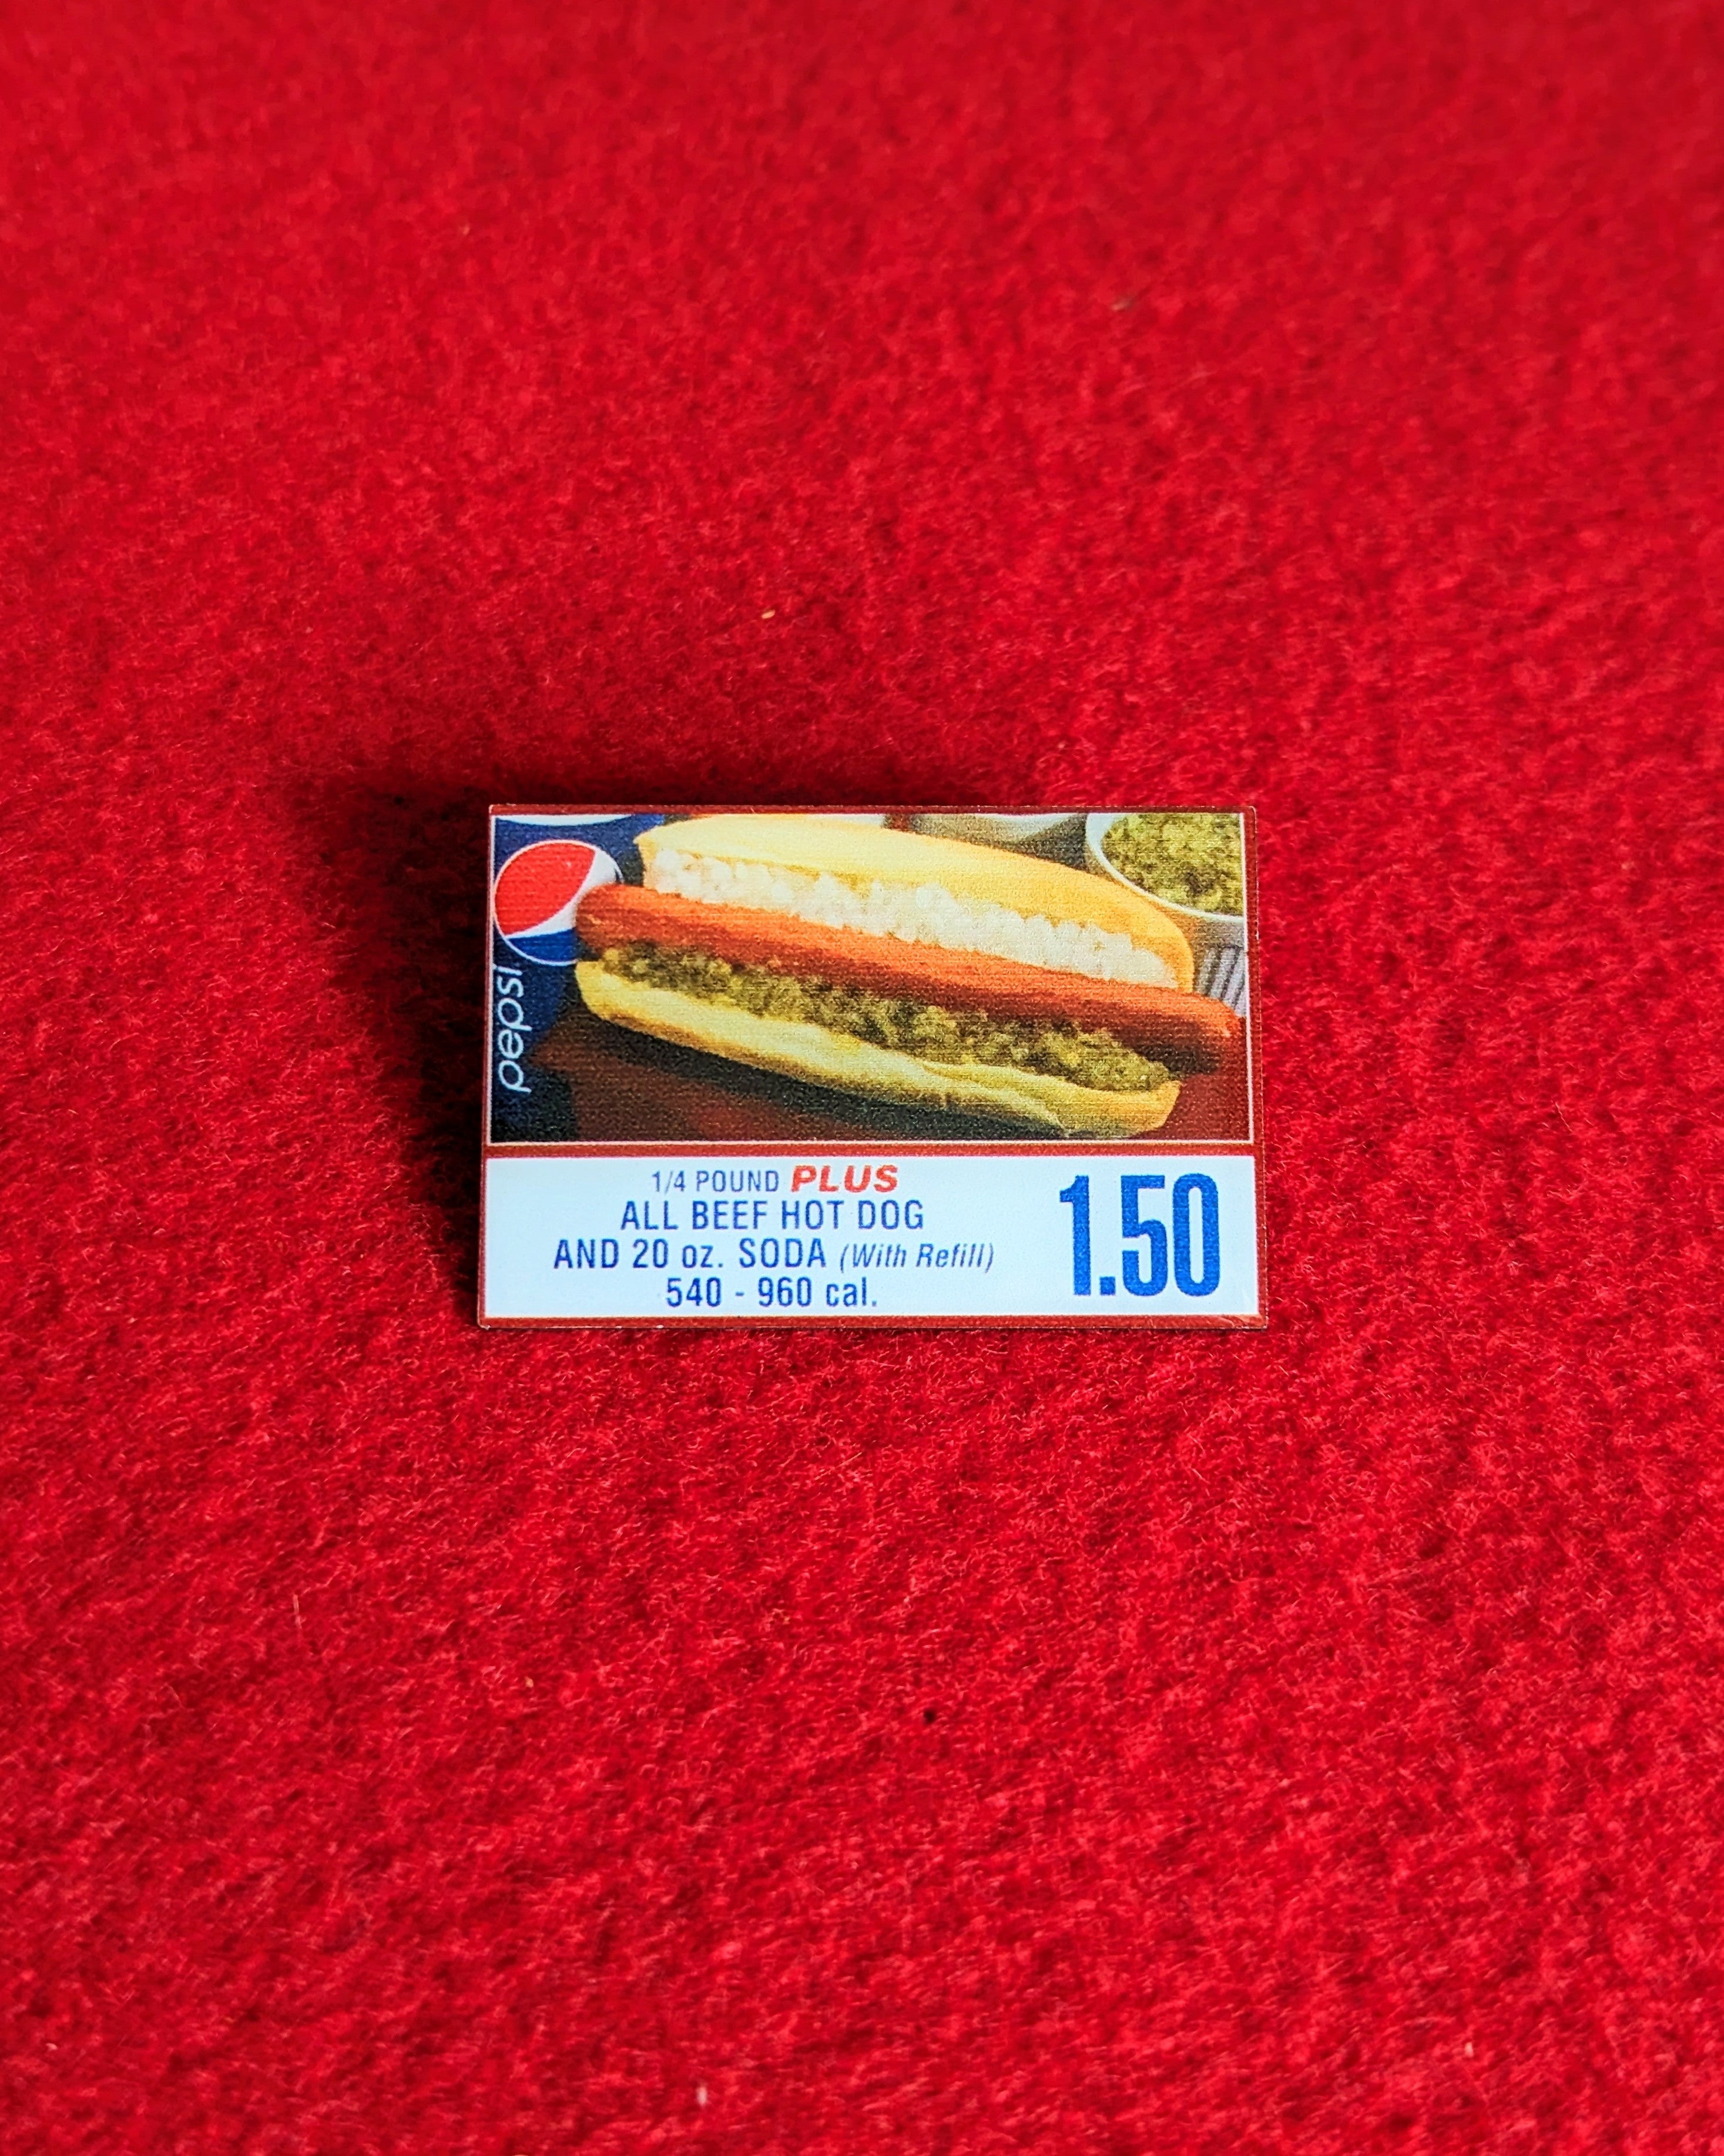 pepsi
1/4 POUND PLUS
ALL BEEF HOT DOG
AND 20 oz. SODA (With Refill)
540 - 960 cal.
1.50